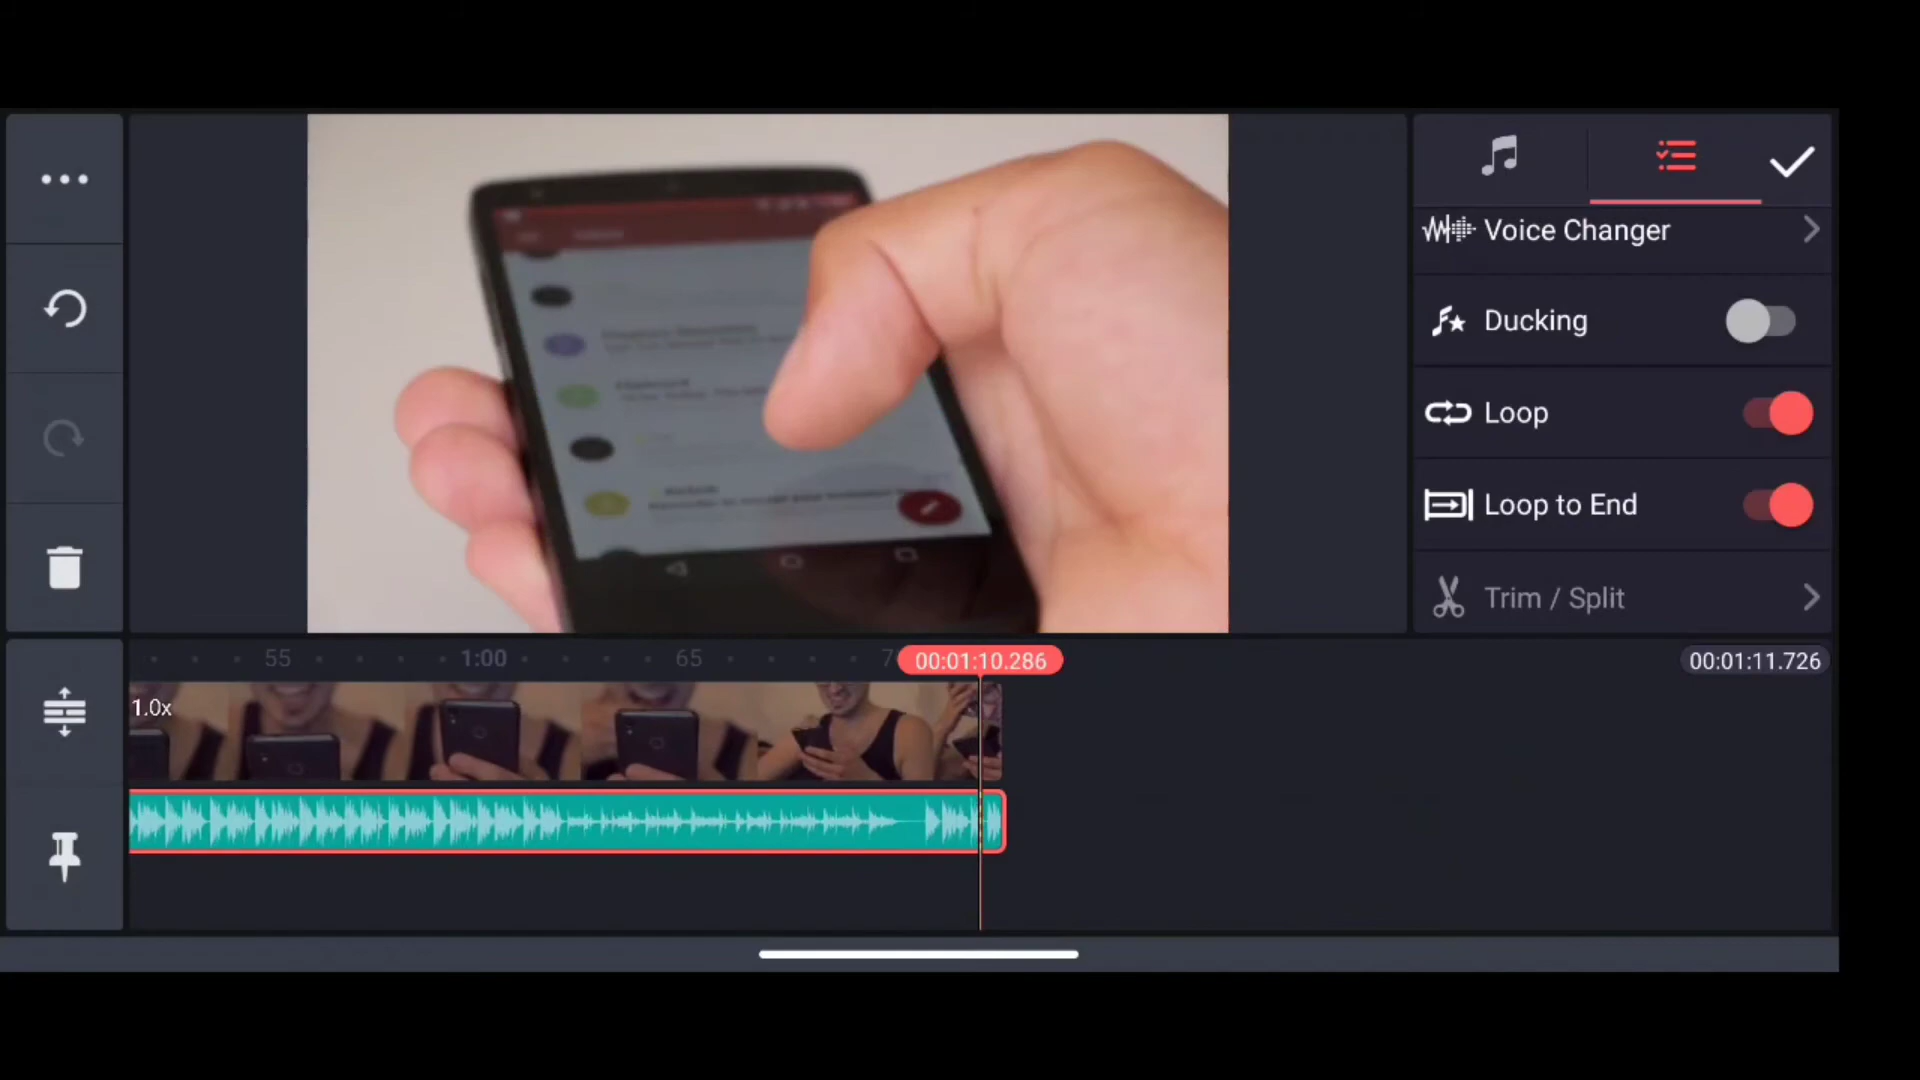 Voice Changer
Ducking
Loop
Loop to End
Trim / Split
55
1:00
65
00:01:10.286
00:01:11.726
1.0x